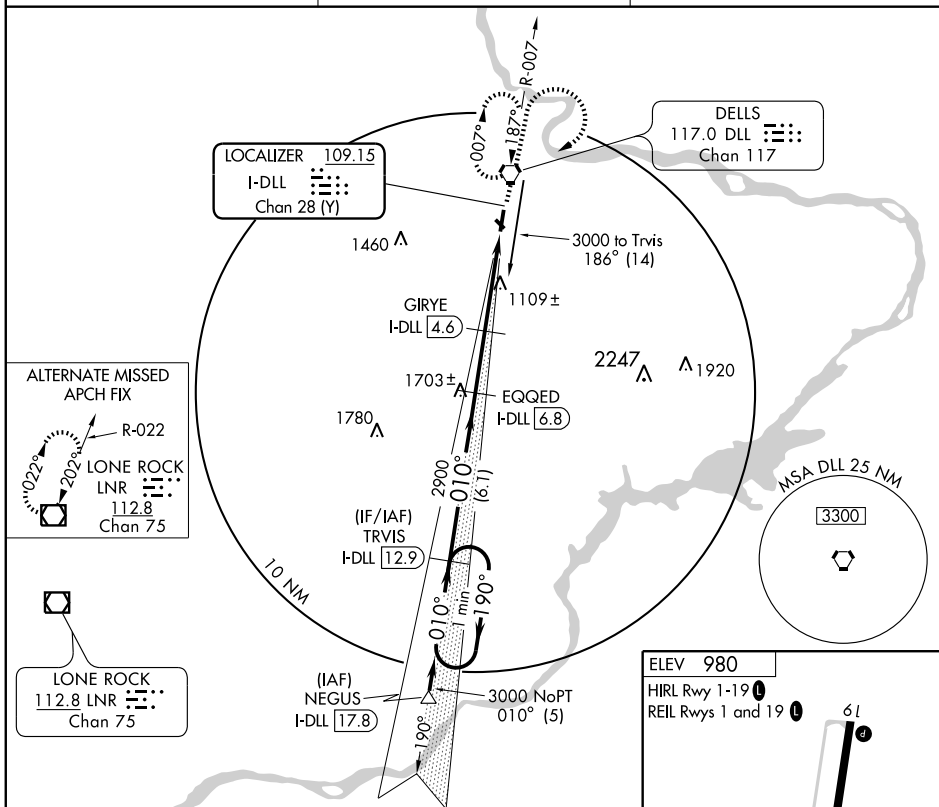 R-007
007°
187°
DELLS
117.0 DLL
Chan 117
LOCALIZER 109.15
I-DLL
Chan 28 (Y)
1460
3000 to Trvis
186° (14)
1109±
GIRYE
I-DLL 4.6
2247
1920
1703±
EQQED
I-DLL 6.8
ALTERNATE MISSED
APCH FIX
R-022
022°
202°
LONE ROCK
LNR
112.8
Chan 75
1780
2900
010°
(6.1)
MSA DLL 25 NM
3300
(IF/IAF)
TRVIS
I-DLL 12.9
10 NM
010°
1 min
190°
LONE ROCK
112.8 LNR
Chan 75
(IAF)
NEGUS
I-DLL 17.8
3000 NoPT
010° (5)
190°
ELEV 980
HIRL Rwy 1-19 L
REIL Rwys 1 and 19 L
19
P